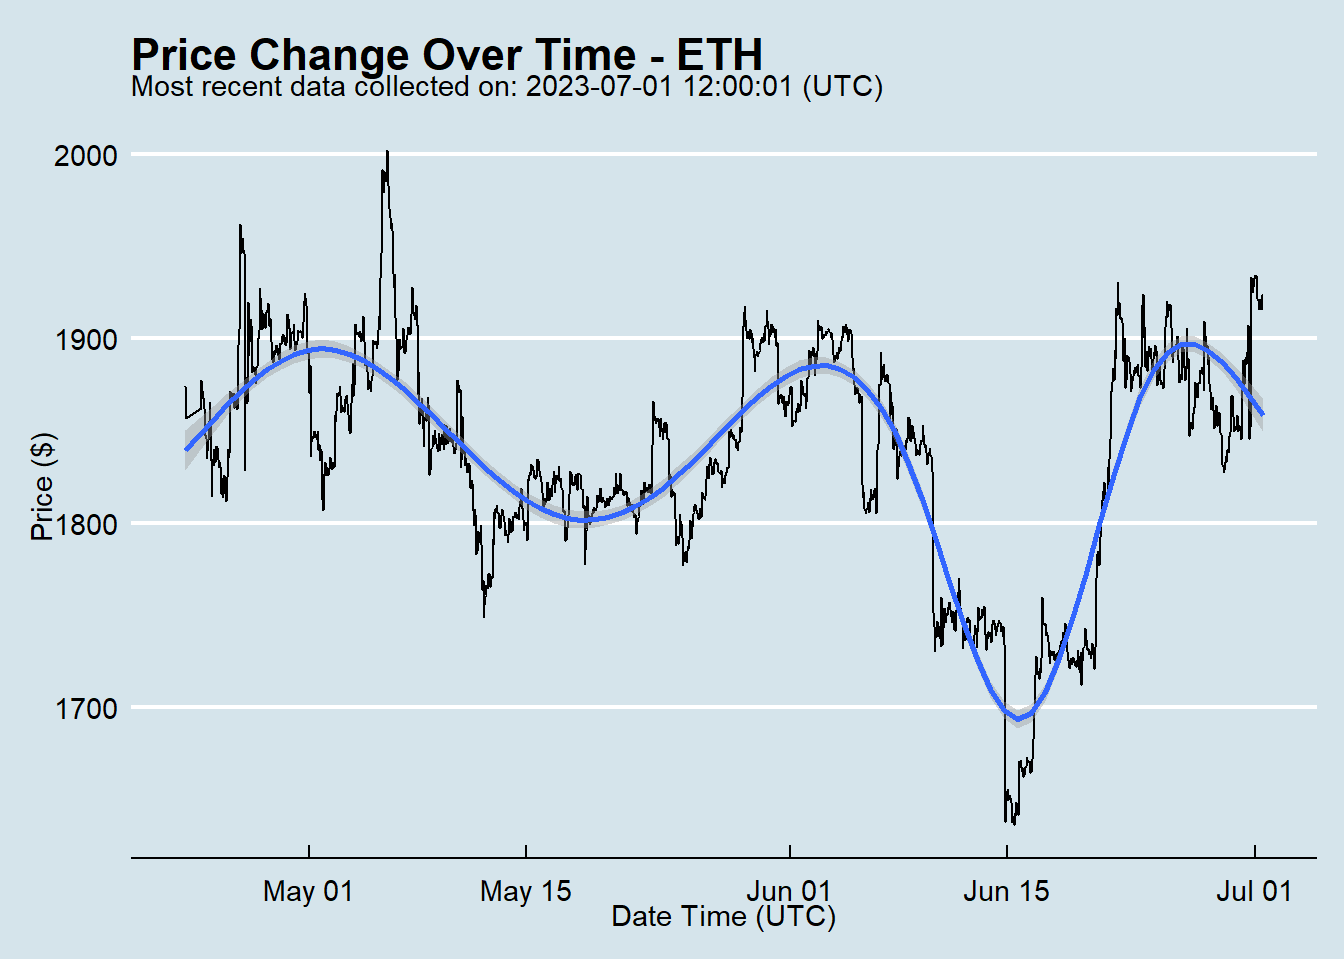 Price Change Over Time - ETH
Most recent data collected on: 2023-07-01 12:00:01 (UTC)
Price ($)
2000
1900
1800
1700
May 01
May 15
Jun 01
Jun 15
Jul 01
Date Time (UTC)